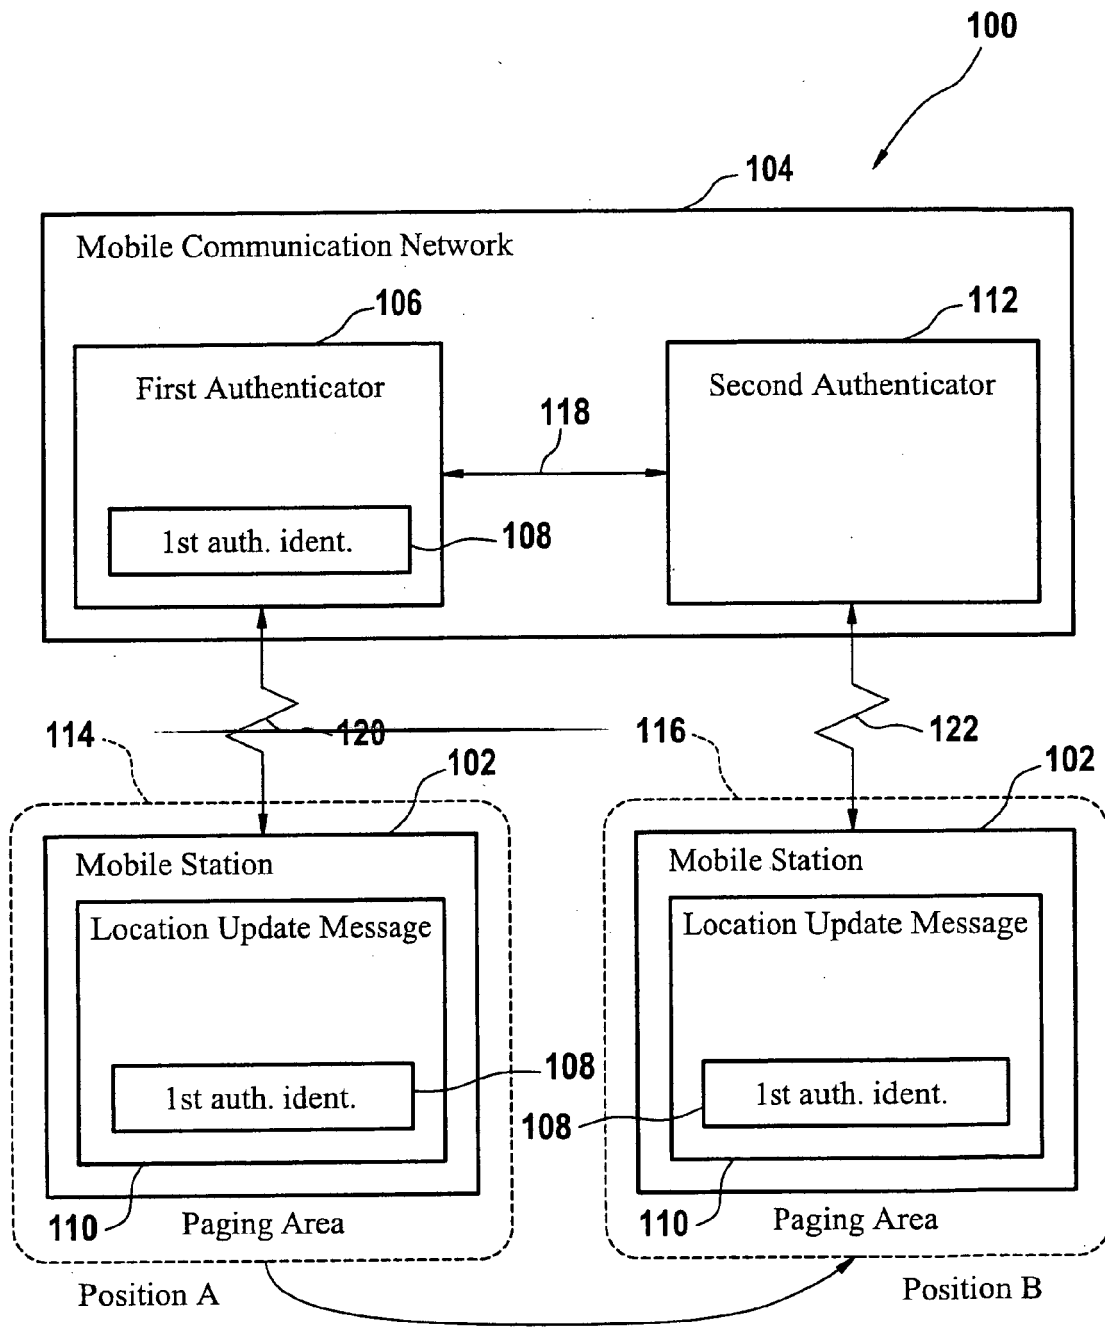 100
104
Mobile Communication Network
106
112
First Authenticator
Second Authenticator
118
1st auth. ident.
108
114
120
116
122
102
102
Mobile Station
Mobile Station
Location Update Message
Location Update Message
108
1st auth. ident.
1st auth. ident.
108
110
Paging Area
110
Paging Area
Position A
Position B